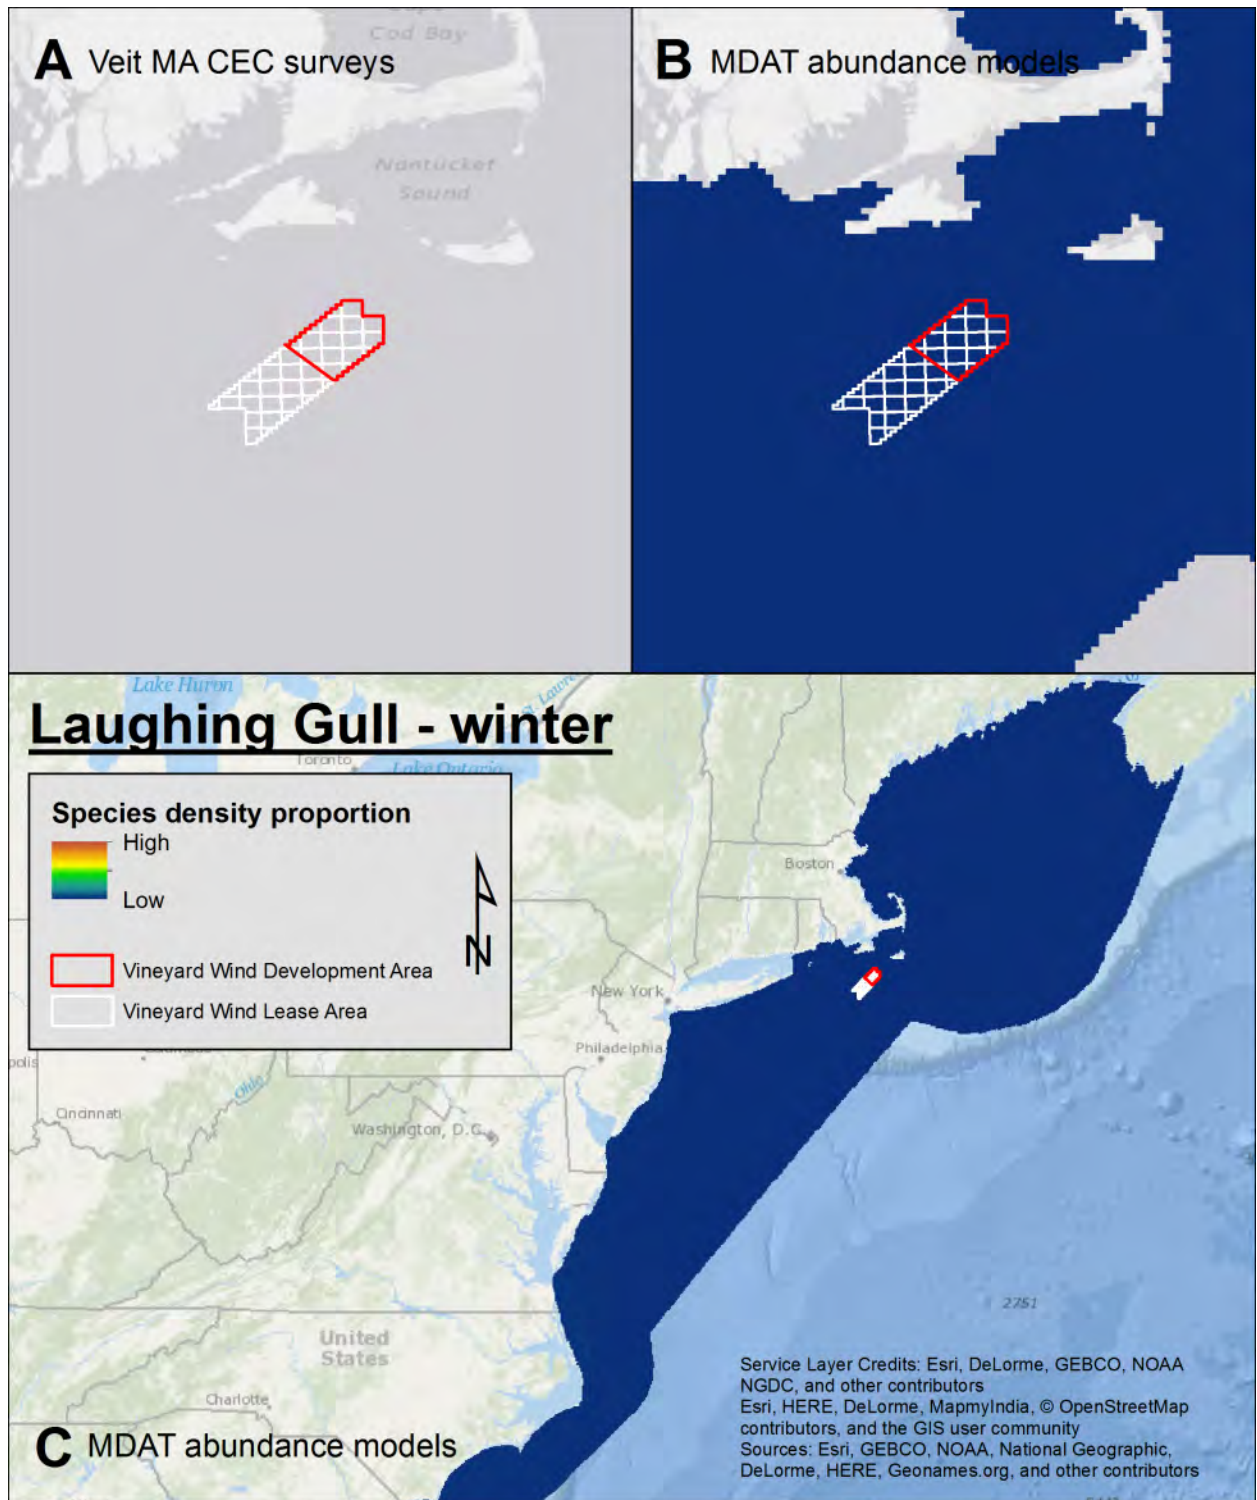 A Veit MA CEC surveys
Cod Bay
Nantucket
Sound
B MDAT abundance models
Lake Huron
St. Lawre
Laughing Gull - winter
Toronto
Lake Ontario
Species density proportion
High
Low
N
Vineyard Wind Development Area
Vineyard Wind Lease Area
Boston
New York
Philadelphia
polis
Ohio
Cincinnati
Washington, D.C.
2751
United
States
Charlotte
C MDAT abundance models
Service Layer Credits: Esri, DeLorme, GEBCO, NOAA
NGDC, and other contributors
Esri, HERE, DeLorme, MapmyIndia, © OpenStreetMap
contributors, and the GIS user community
Sources: Esri, GEBCO, NOAA, National Geographic,
DeLorme, HERE, Geonames.org, and other contributors